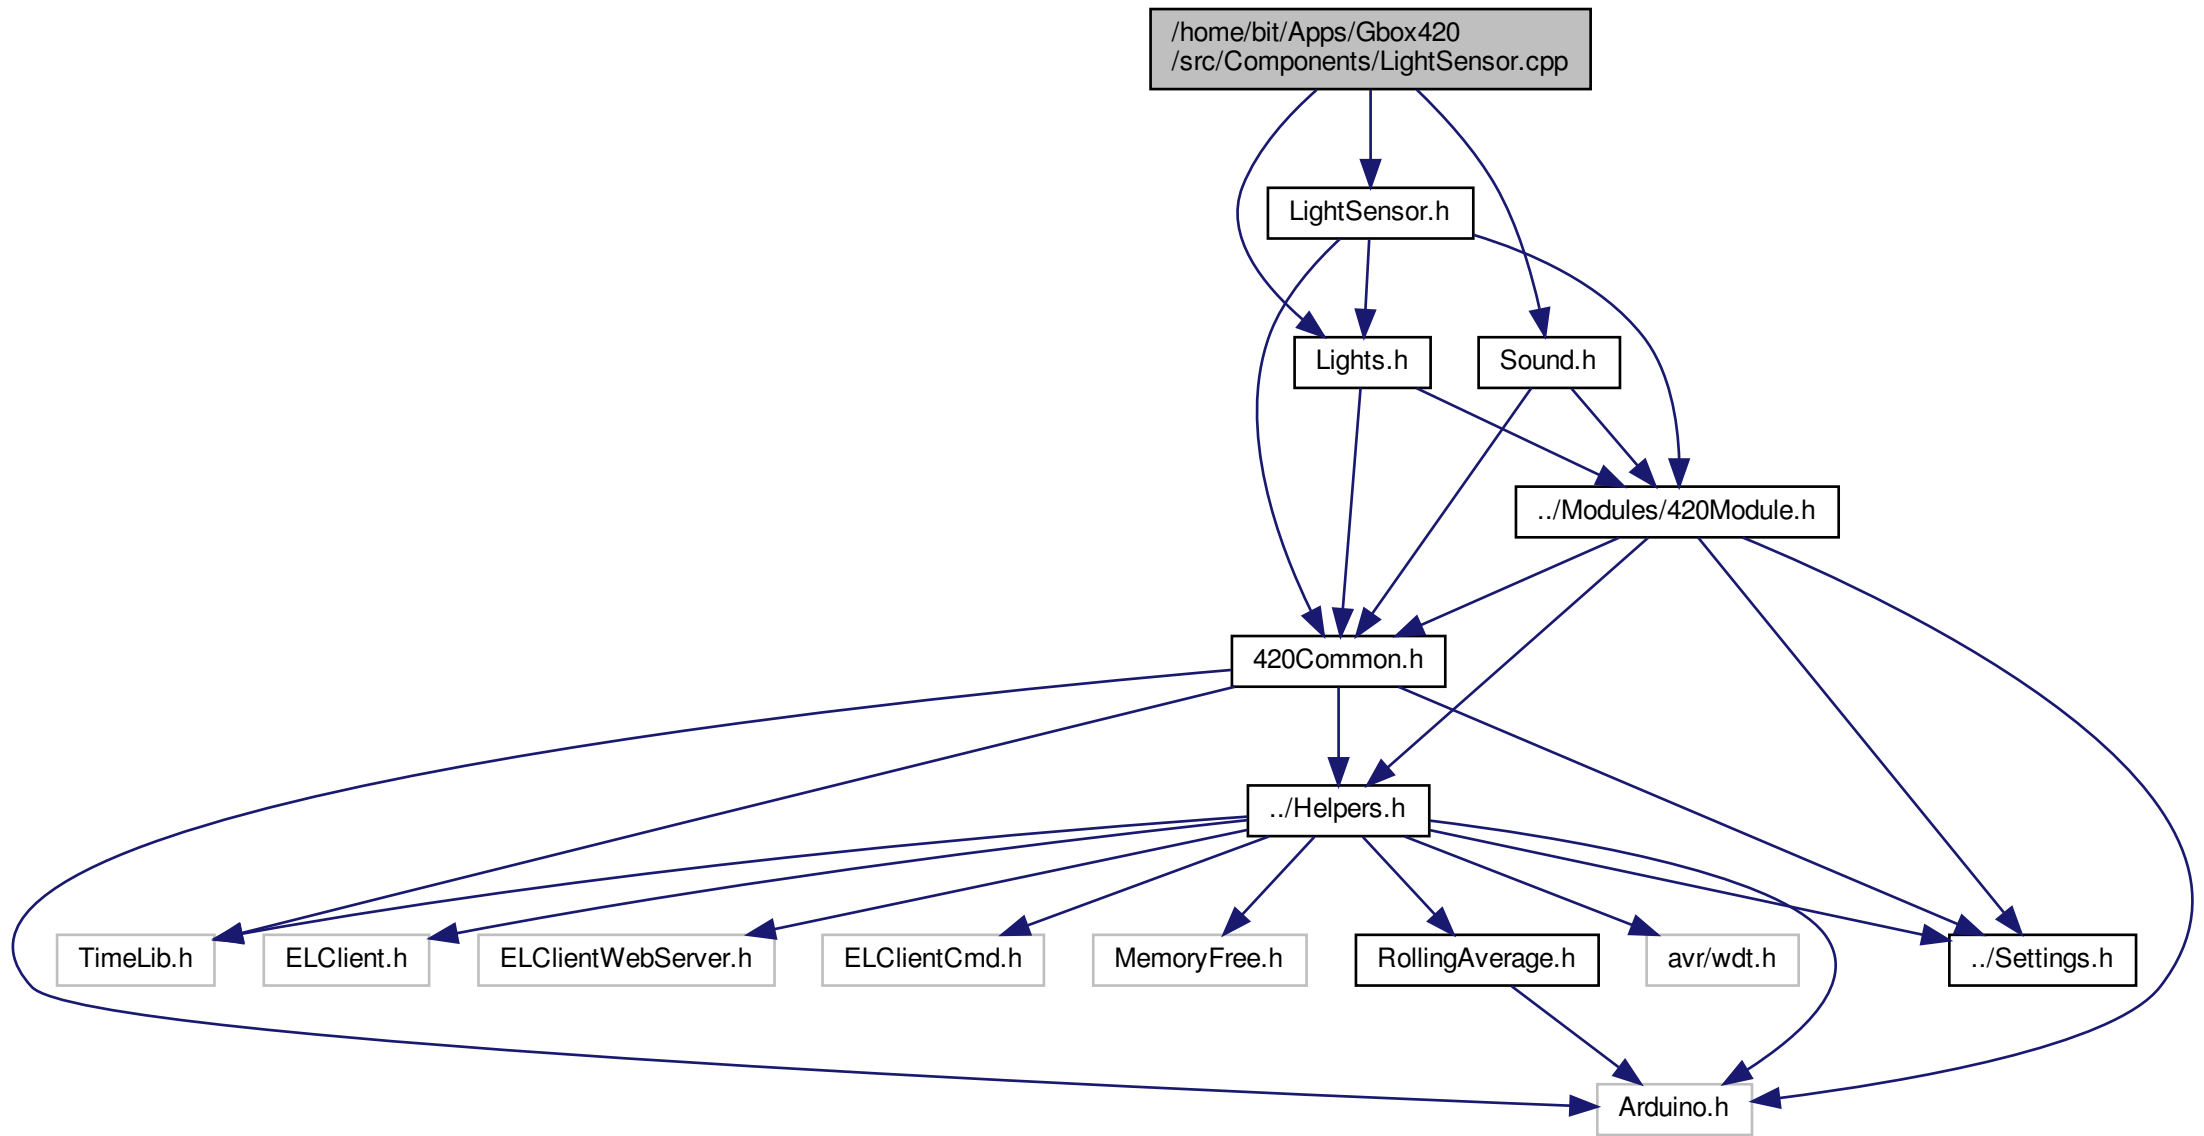 /home/bit/Apps/Gbox420
/src/Components/LightSensor.cpp
LightSensor.h
Lights.h
Sound.h
../Modules/420Module.h
420Common.h
../Helpers.h
TimeLib.h
ELClient.h
ELClientWebServer.h
ELClientCmd.h
MemoryFree.h
RollingAverage.h
avr/wdt.h
../Settings.h
Arduino.h